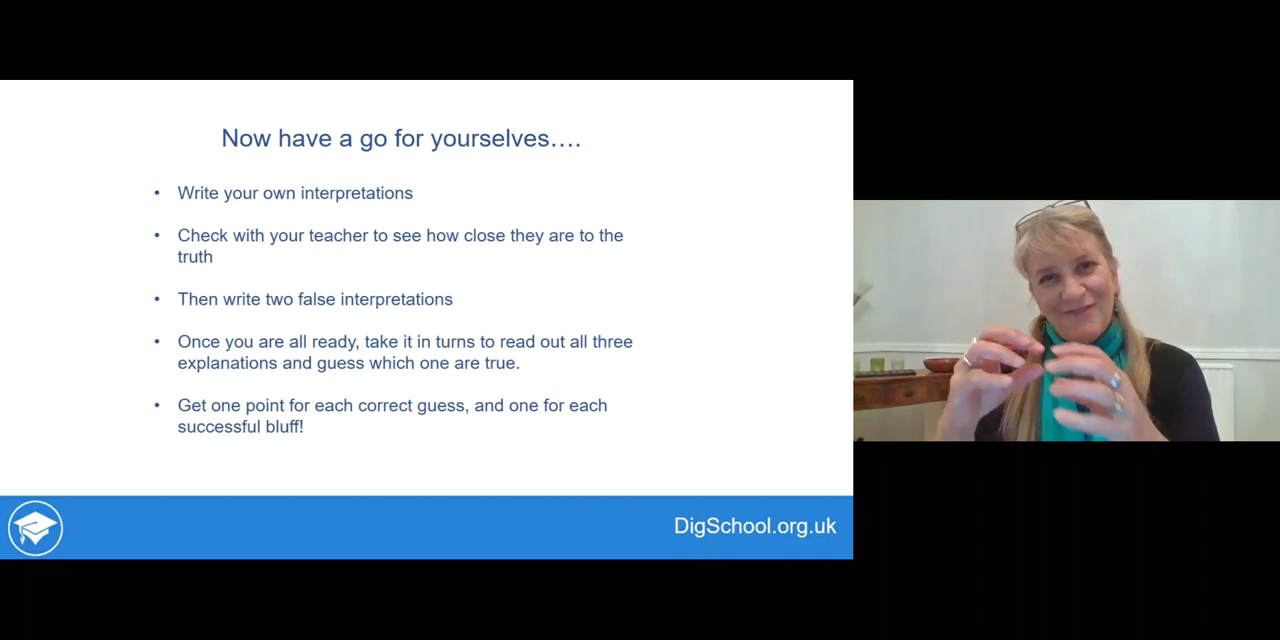 Now have a go for yourselves….
• Write your own interpretations
• Check with your teacher to see how close they are to the
truth
• Then write two false interpretations
• Once you are all ready, take it in turns to read out all three
explanations and guess which one are true.
• Get one point for each correct guess, and one for each
successful bluff!
DigSchool.org.uk